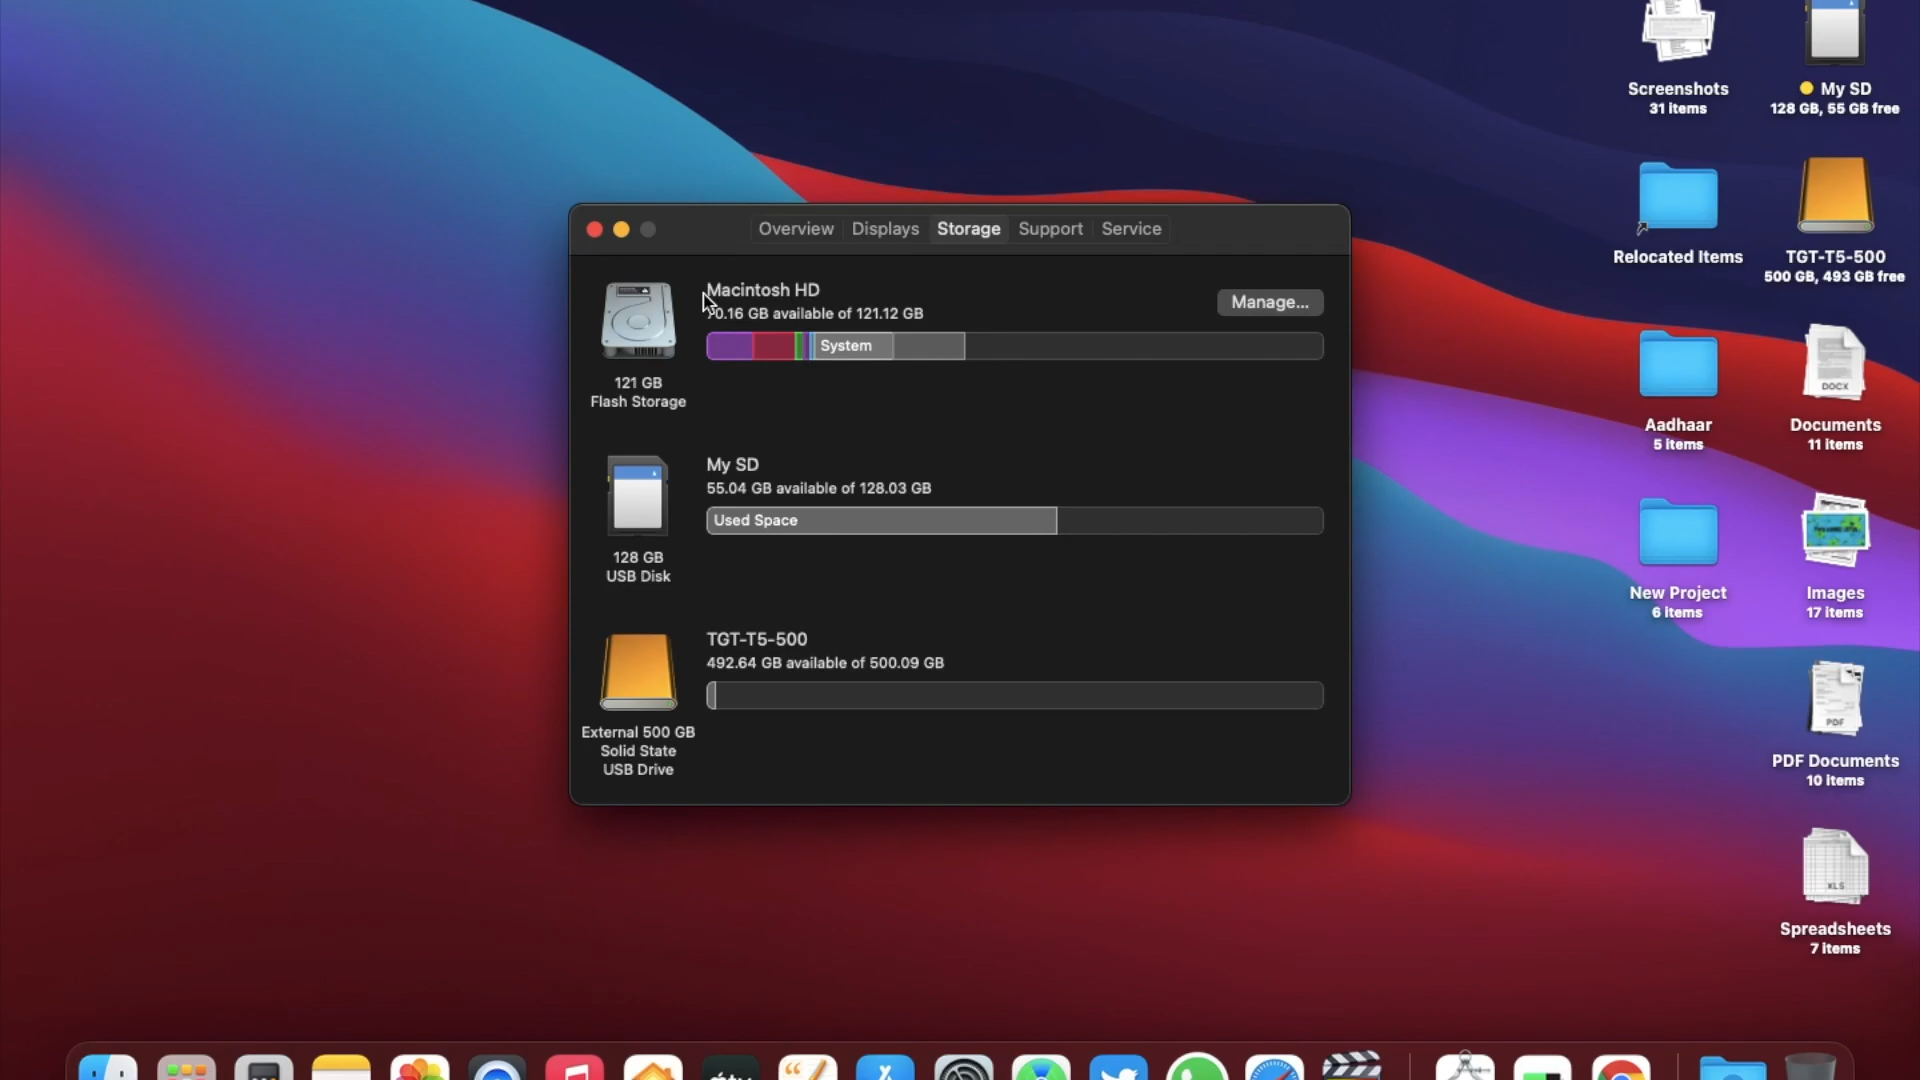 Overview Displays Storage Support Service
Macintosh HD
70.16 GB available of 121.12 GB
Manage...
System
121 GB
Flash Storage
My SD
55.04 GB available of 128.03 GB
Used Space
128 GB
USB Disk
TGT-T5-500
492.64 GB available of 500.09 GB
External 500 GB
Solid State
USB Drive
Screenshots
31 items
My SD
128 GB, 55 GB free
Relocated Items
TGT-T5-500
500 GB, 493 GB free
Aadhaar
5 items
DOCX
Documents
11 items
New Project
6 items
Images
17 items
PDF
PDF Documents
10 items
XLS
Spreadsheets
7 items